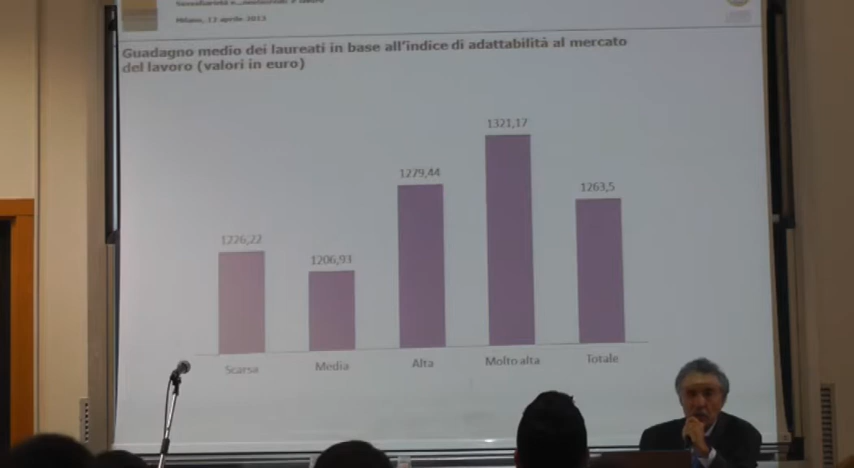 Milano, 12 aprile 2013
Guadagno medio dei laureati in base all'indice di adattabilità al mercato
del lavoro (valori in euro)
1321,17
1279,44
1263,5
1226,22
1206,93
Scarsa
Media
Alta
Molto alta
Totale